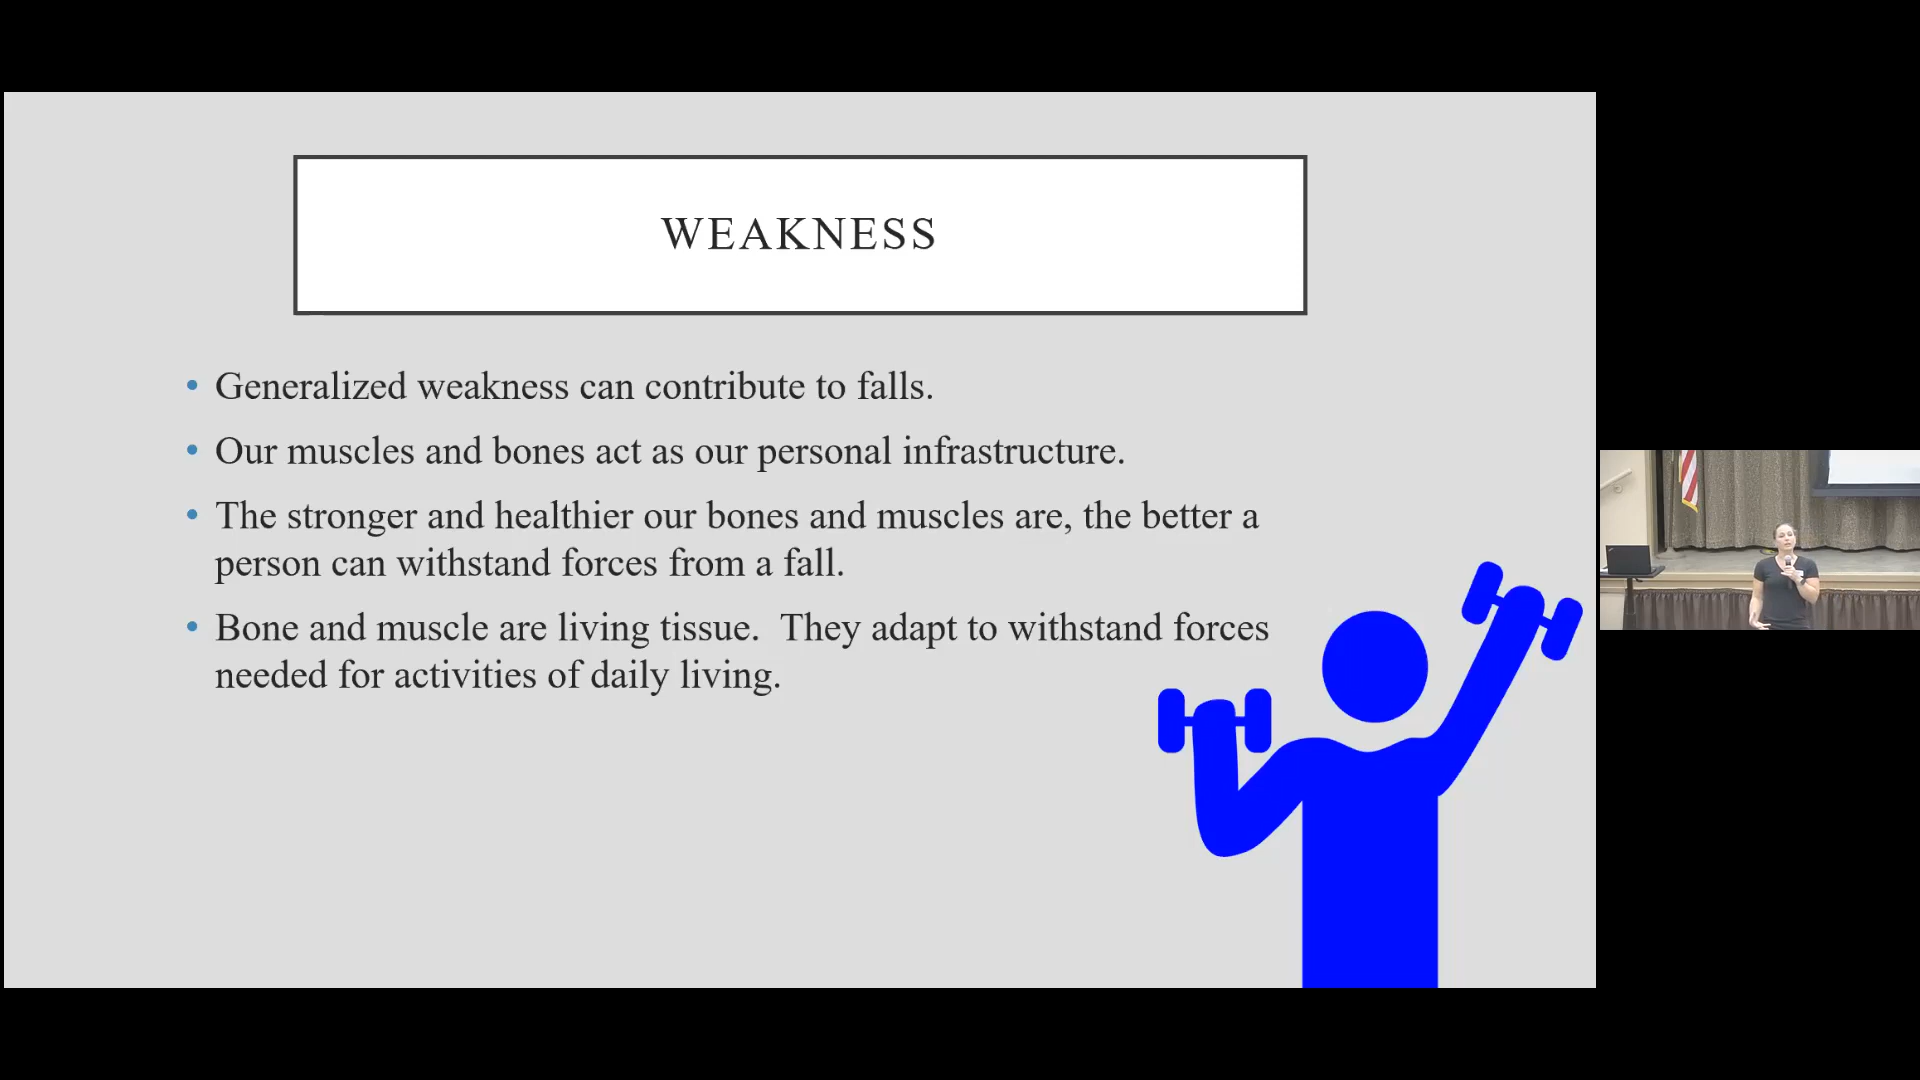 WEAKNESS
• Generalized weakness can contribute to falls.
• Our muscles and bones act as our personal infrastructure.
• The stronger and healthier our bones and muscles are, the better a
person can withstand forces from a fall.
• Bone and muscle are living tissue.  They adapt to withstand forces
needed for activities of daily living.